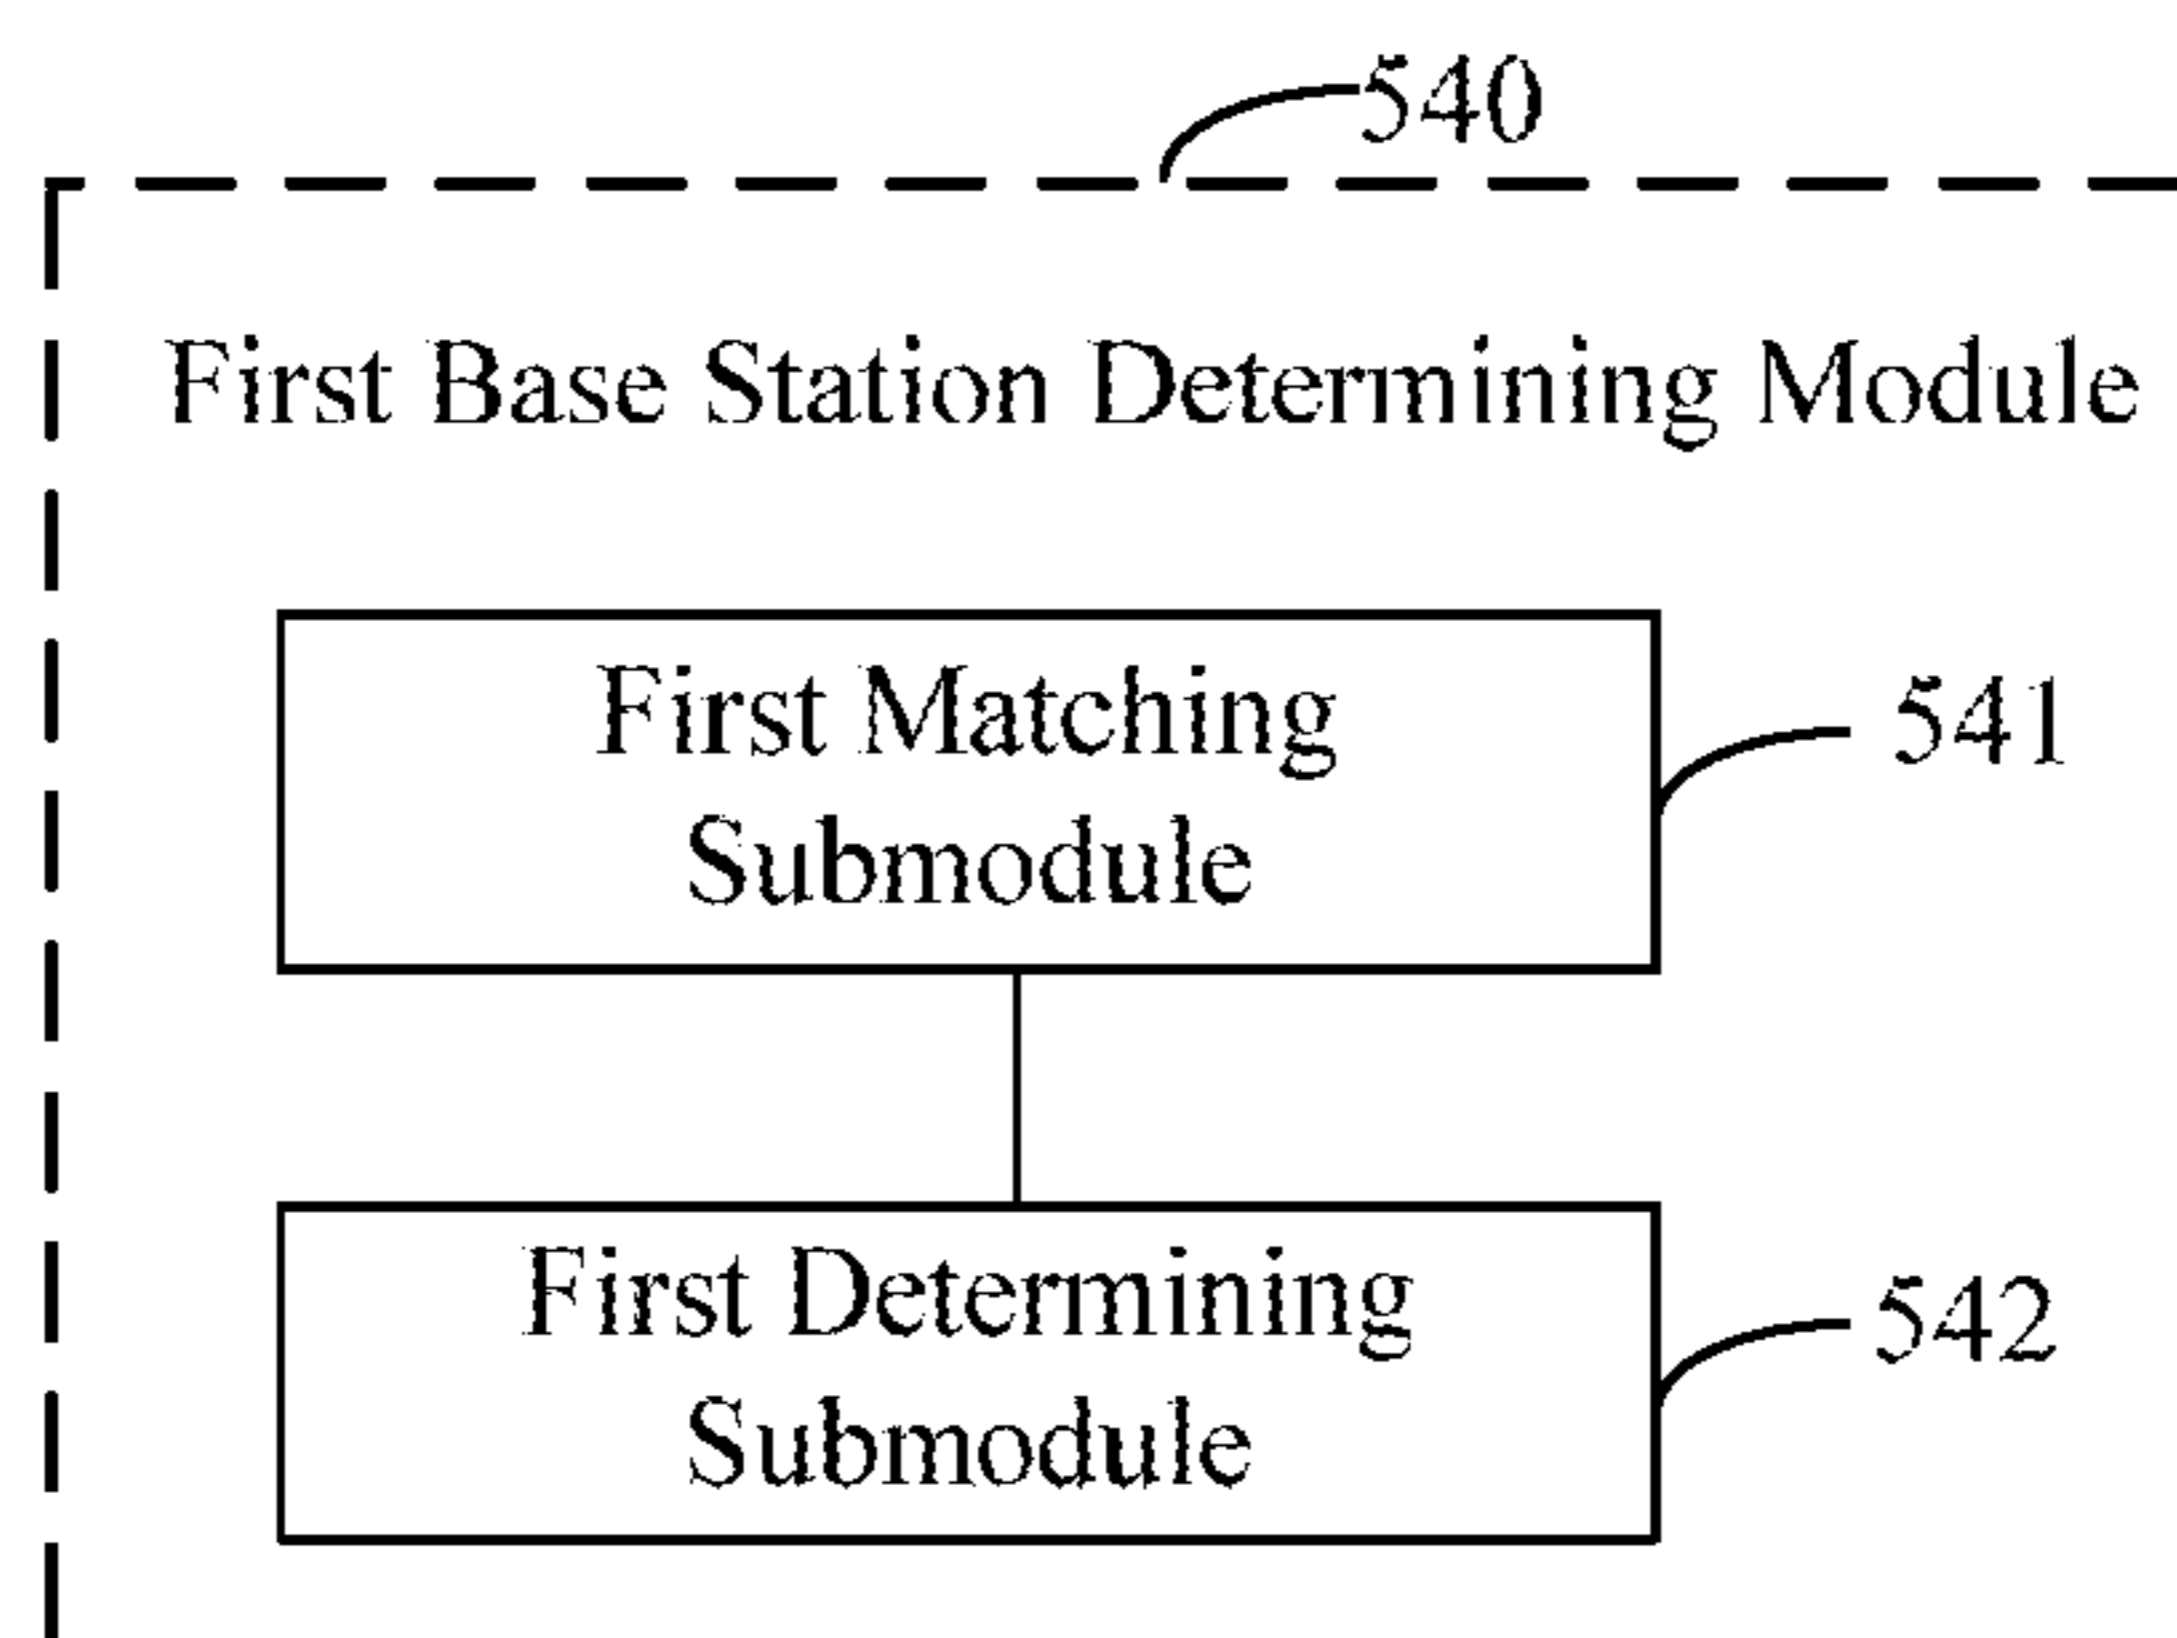 540
First Base Station Determining Module
First Matching
Submodule
541
First Determining
Submodule
542